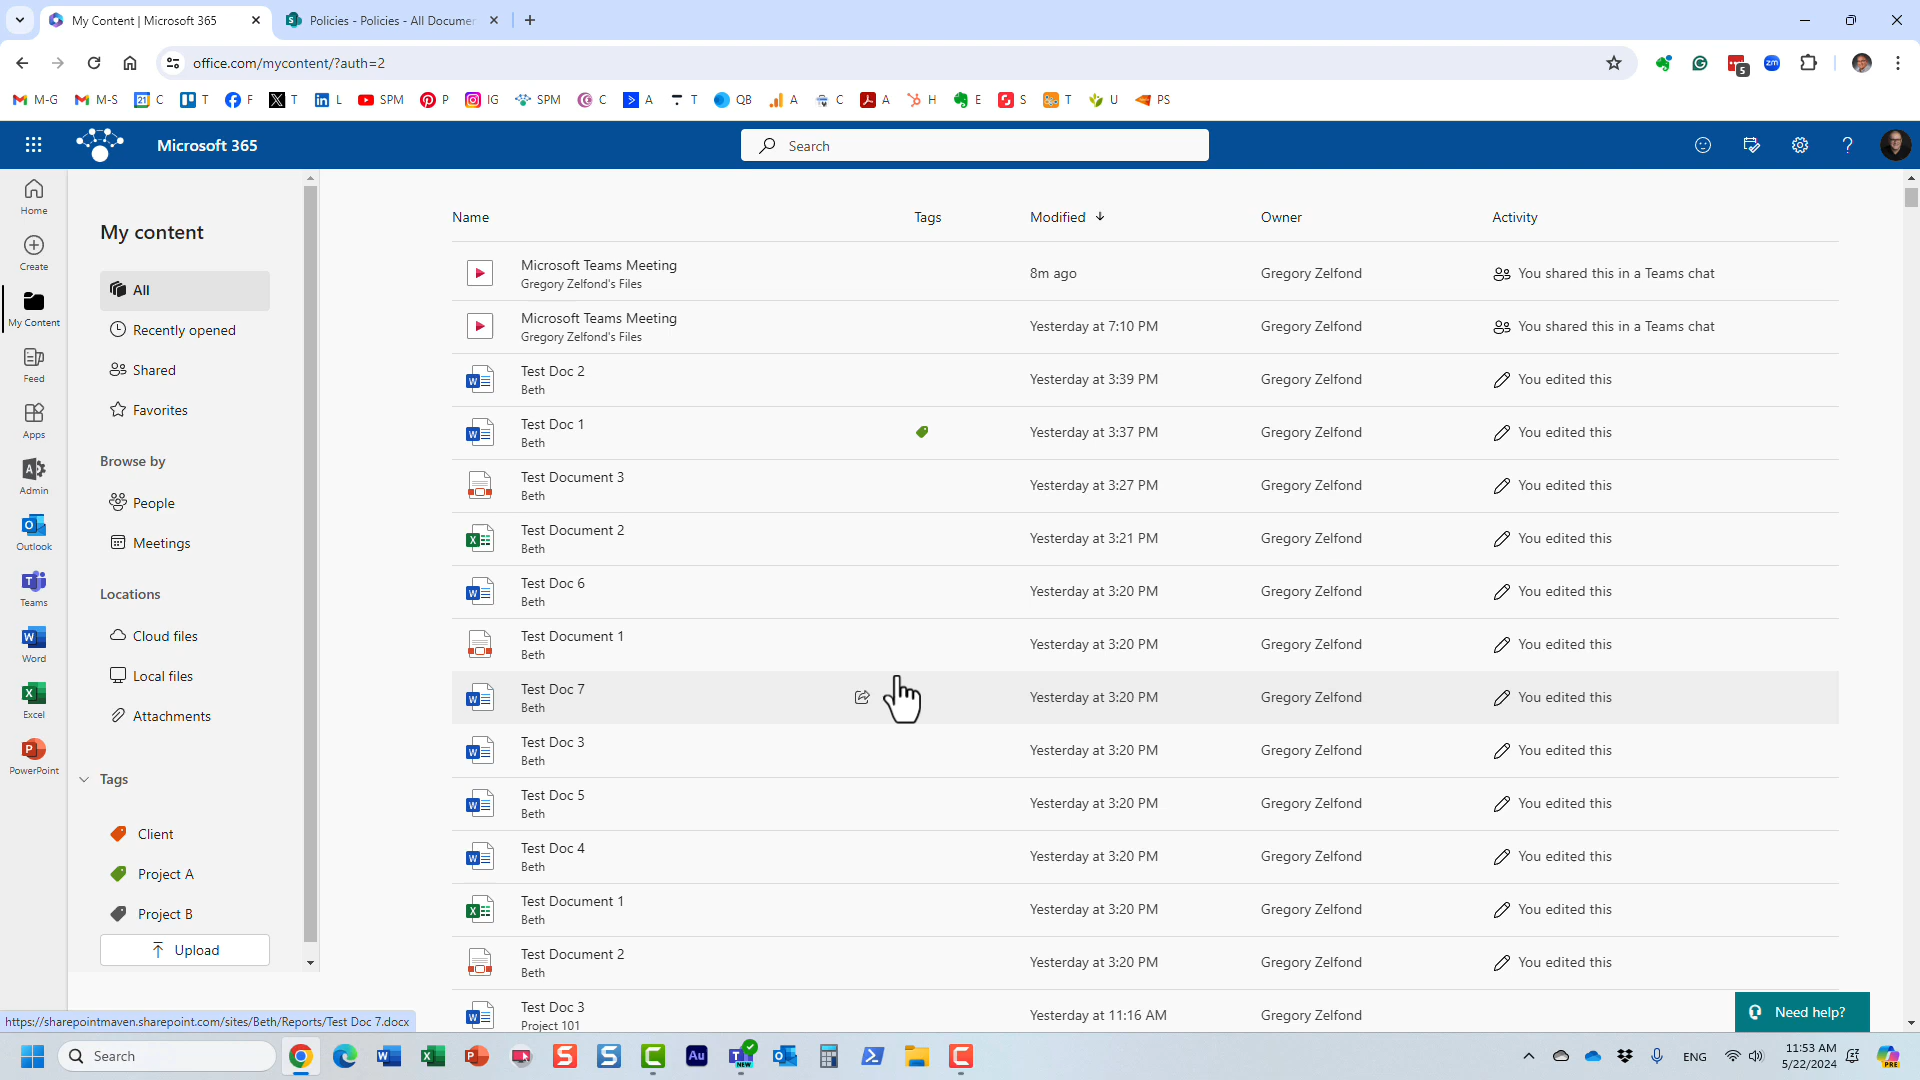 My Content | Microsoft 365
Policies - Policies - All Documen
office.com/mycontent/?auth=2
5
zm
M-G
M-S
21 C
T
F
T
L
SPM
P
IG
SPM
C
A
T
QB
A
C
A
H
E
S
T
U
PS
Microsoft 365
Search
Home
Create
My Content
Feed
Apps
Admin
Outlook
Teams
Word
Excel
PowerPoint
My content
All
Recently opened
Shared
Favorites
Browse by
People
Meetings
Locations
Cloud files
Local files
Attachments
Tags
Client
Project A
Project B
Upload
Name Tags Modified Owner Activity
Microsoft Teams Meeting
Gregory Zelfond's Files
8m ago Gregory Zelfond You shared this in a Teams chat
Microsoft Teams Meeting
Gregory Zelfond's Files
Yesterday at 7:10 PM Gregory Zelfond You shared this in a Teams chat
Test Doc 2
Beth
Yesterday at 3:39 PM Gregory Zelfond You edited this
Test Doc 1
Beth
Yesterday at 3:37 PM Gregory Zelfond You edited this
Test Document 3
Beth
Yesterday at 3:27 PM Gregory Zelfond You edited this
Test Document 2
Beth
Yesterday at 3:21 PM Gregory Zelfond You edited this
Test Doc 6
Beth
Yesterday at 3:20 PM Gregory Zelfond You edited this
Test Document 1
Beth
Yesterday at 3:20 PM Gregory Zelfond You edited this
Test Doc 7
Beth
Yesterday at 3:20 PM Gregory Zelfond You edited this
Test Doc 3
Beth
Yesterday at 3:20 PM Gregory Zelfond You edited this
Test Doc 5
Beth
Yesterday at 3:20 PM Gregory Zelfond You edited this
Test Doc 4
Beth
Yesterday at 3:20 PM Gregory Zelfond You edited this
Test Document 1
Beth
Yesterday at 3:20 PM Gregory Zelfond You edited this
Test Document 2
Beth
Yesterday at 3:20 PM Gregory Zelfond You edited this
Test Doc 3
Project 101
Yesterday at 11:16 AM Gregory Zelfond
Need help?
https://sharepointmaven.sharepoint.com/sites/Beth/Reports/Test Doc 7.docx
Search
Au
NEW
ENG
11:53 AM
5/22/2024
PRE